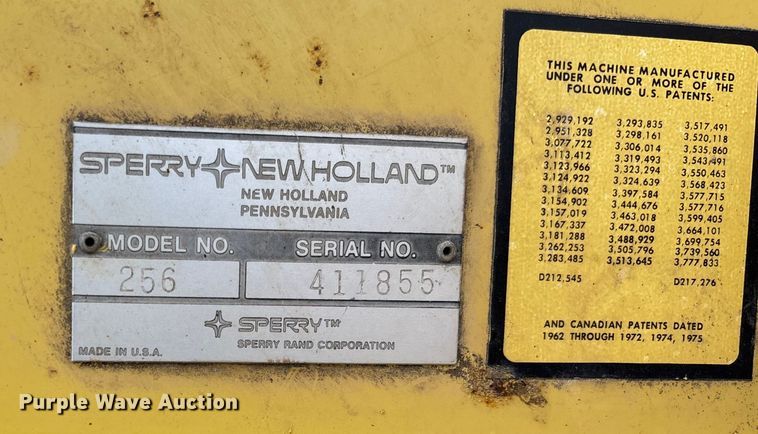 SPERRY NEW HOLLAND™
NEW HOLLAND
PENNSYLVANIA
MODEL NO. SERIAL NO.
256 411855
SPERRY™
SPERRY RAND CORPORATION
MADE IN U.S.A.
THIS MACHINE MANUFACTURED
UNDER ONE OR MORE OF THE
FOLLOWING U.S. PATENTS:
2,929,192 3,293,835 3,517,491
2,951,328 3,298,161 3,520,118
3,077,722 3,306,014 3,535,860
3,113,412 3,319,493 3,543,491
3,123,966 3,323,294 3,550,463
3,124,922 3,324,639 3,568,423
3,134,609 3,397,584 3,577,715
3,154,902 3,444,676 3,577,716
3,157,019 3,463,018 3,599,405
3,167,337 3,472,008 3,664,101
3,181,288 3,488,929 3,699,754
3,262,253 3,505,796 3,739,560
3,283,485 3,513,645 3,777,833
D212,545 D217,276
AND CANADIAN PATENTS DATED
1962 THROUGH 1972, 1974, 1975
Purple Wave Auction